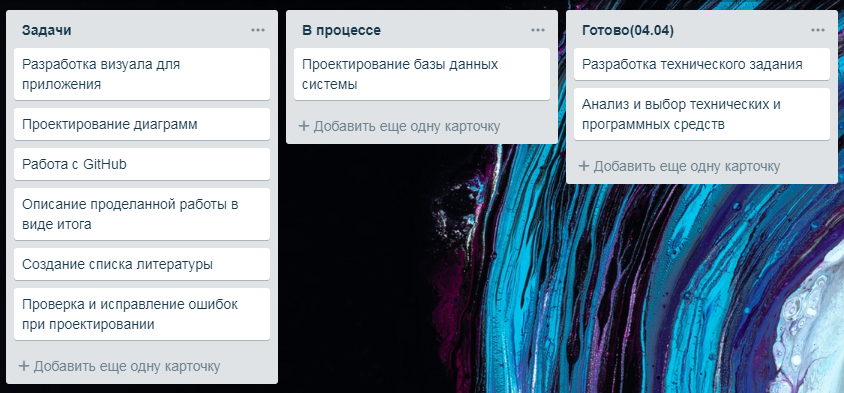 Задачи
Разработка визуала для
приложения
Проектирование диаграмм
Работа с GitHub
Описание проделанной работы в
виде итога
Создание списка литературы
Проверка и исправление ошибок
при проектировании
+ Добавить еще одну карточку
В процессе
Проектирование базы данных
системы
+ Добавить еще одну карточку
Готово(04.04)
Разработка технического задания
Анализ и выбор технических и
программных средств
+ Добавить еще одну карточку